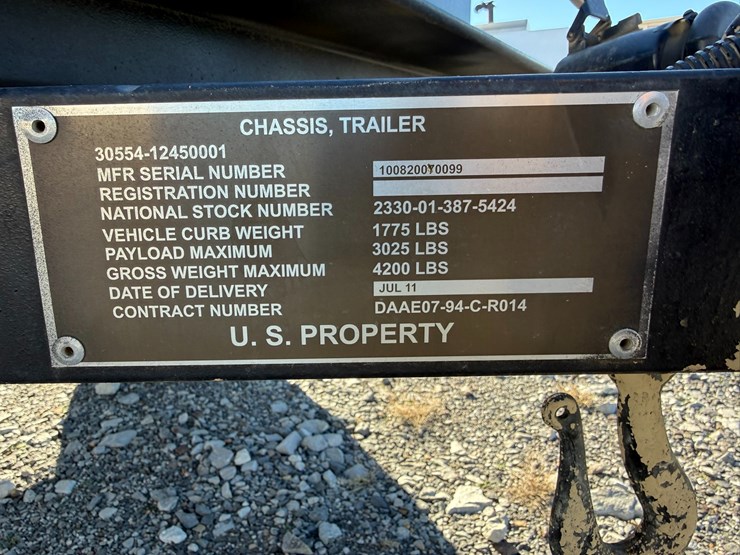 CHASSIS, TRAILER
30554-12450001
MFR SERIAL NUMBER 100820070099
REGISTRATION NUMBER
NATIONAL STOCK NUMBER 2330-01-387-5424
VEHICLE CURB WEIGHT 1775 LBS
PAYLOAD MAXIMUM 3025 LBS
GROSS WEIGHT MAXIMUM 4200 LBS
DATE OF DELIVERY JUL 11
CONTRACT NUMBER DAAE07-94-C-R014
U. S. PROPERTY